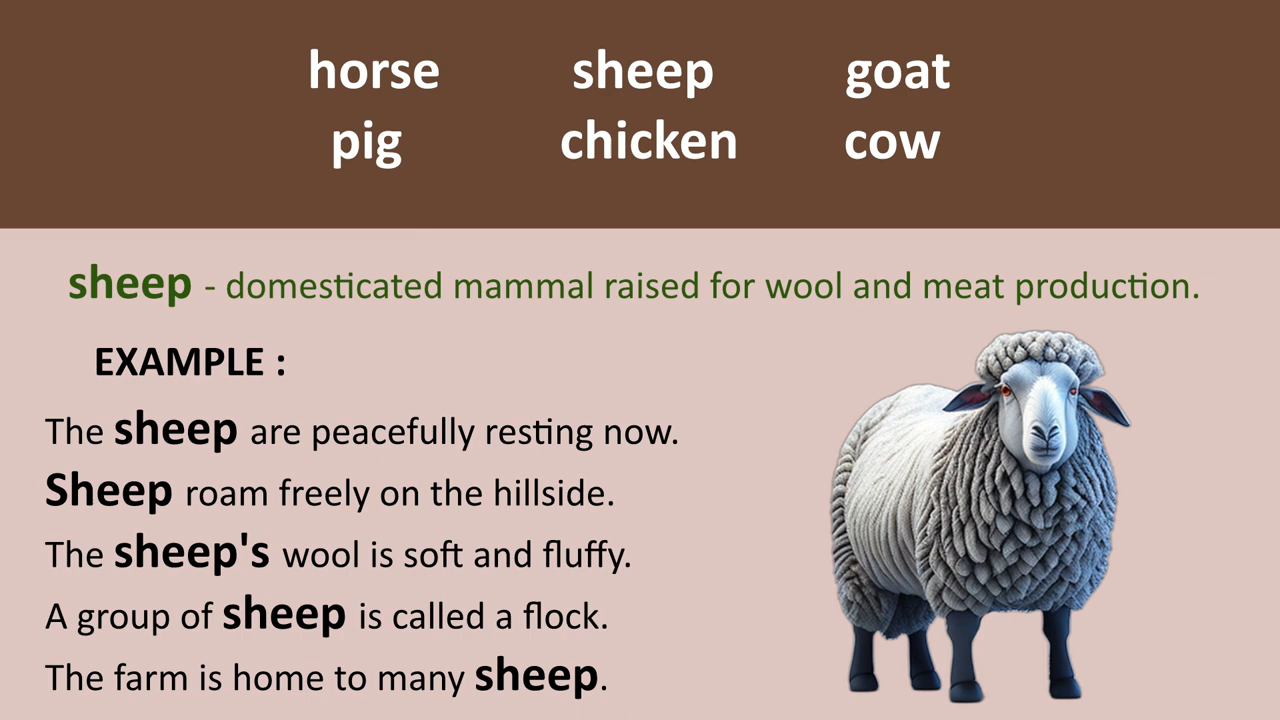 horse sheep goat
pig chicken cow
sheep - domesticated mammal raised for wool and meat production.
EXAMPLE :
The sheep are peacefully resting now.
Sheep roam freely on the hillside.
The sheep's wool is soft and fluffy.
A group of sheep is called a flock.
The farm is home to many sheep.